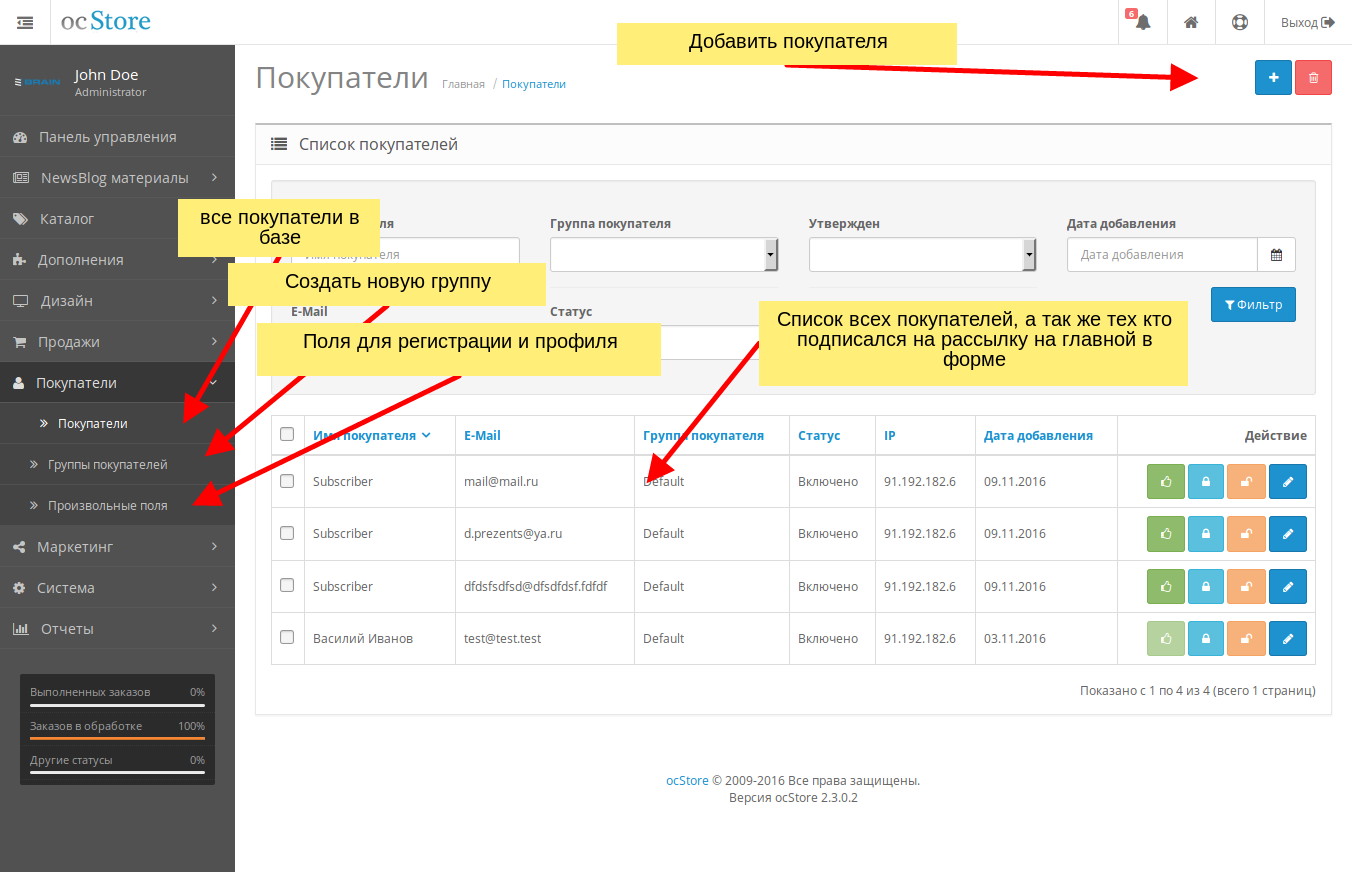 ocStore
6
Выход
Добавить покупателя
BRAIN
John Doe
Administrator
Покупатели
Главная / Покупатели
Панель управления
NewsBlog материалы
Каталог
Дополнения
Дизайн
Продажи
Покупатели
Покупатели
Группы покупателей
Произвольные поля
Маркетинг
Система
Отчеты
Выполненных заказов 0%
Заказов в обработке 100%
Другие статусы 0%
Список покупателей
все покупатели в
базе
Группа покупателя
Утвержден
Дата добавления
Имя покупателя
Дата добавления
Создать новую группу
E-Mail
Статус
Фильтр
Поля для регистрации и профиля
Список всех покупателей, а так же тех кто
подписался на рассылку на главной в
форме
Имя покупателя E-Mail Группа покупателя Статус IP Дата добавления Действие
Subscriber mail@mail.ru Default Включено 91.192.182.6 09.11.2016
Subscriber d.prezents@ya.ru Default Включено 91.192.182.6 09.11.2016
Subscriber dfdsfsdfsd@dfsdfdsf.fdfdf Default Включено 91.192.182.6 09.11.2016
Василий Иванов test@test.test Default Включено 91.192.182.6 03.11.2016
Показано с 1 по 4 из 4 (всего 1 страниц)
ocStore © 2009-2016 Все права защищены.
Версия ocStore 2.3.0.2